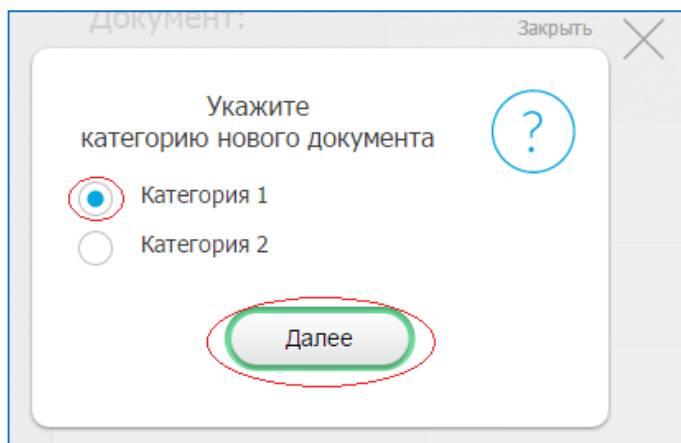 Документ:
Закрыть
Укажите
категорию нового документа
?
Категория 1
Категория 2
Далее